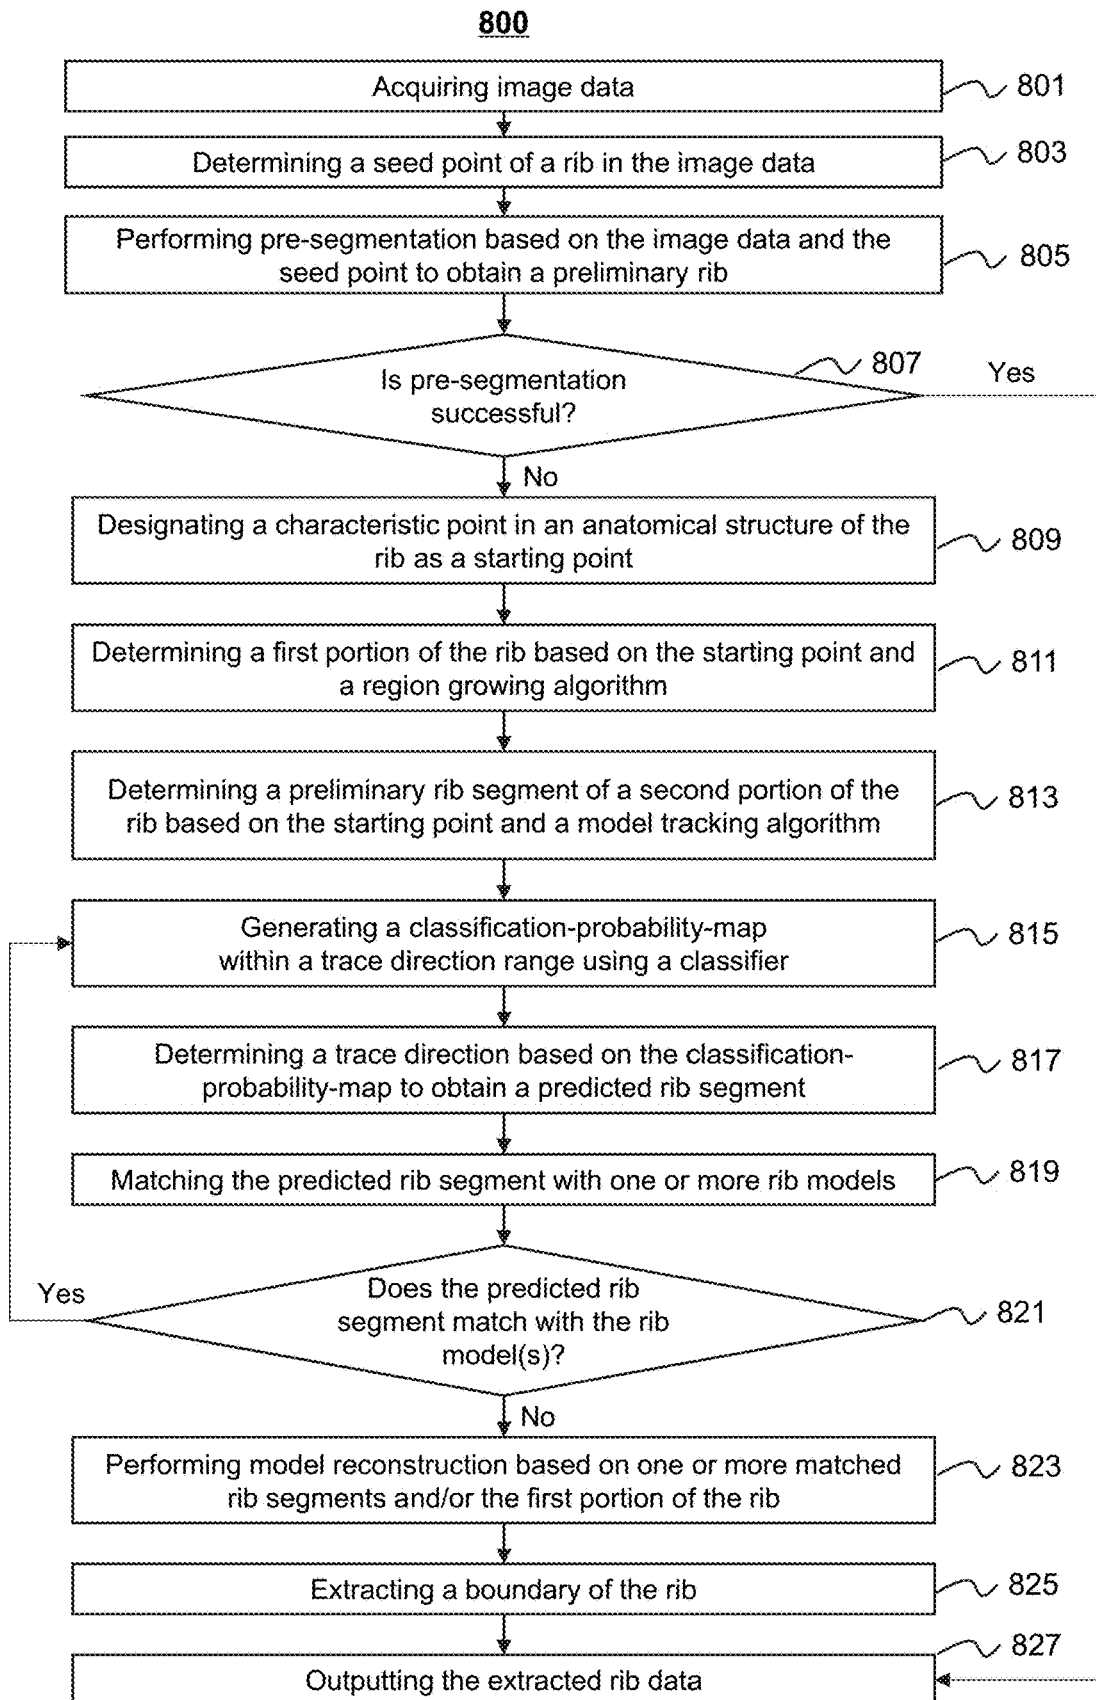 800
Acquiring image data
801
Determining a seed point of a rib in the image data
803
Performing pre-segmentation based on the image data and the
seed point to obtain a preliminary rib
805
807
Is pre-segmentation
successful?
Yes
No
Designating a characteristic point in an anatomical structure of the
rib as a starting point
809
Determining a first portion of the rib based on the starting point and
a region growing algorithm
811
Determining a preliminary rib segment of a second portion of the
rib based on the starting point and a model tracking algorithm
813
Generating a classification-probability-map
within a trace direction range using a classifier
815
Determining a trace direction based on the classification-
probability-map to obtain a predicted rib segment
817
Matching the predicted rib segment with one or more rib models
819
Yes
Does the predicted rib
segment match with the rib
model(s)?
821
No
Performing model reconstruction based on one or more matched
rib segments and/or the first portion of the rib
823
Extracting a boundary of the rib
825
827
Outputting the extracted rib data